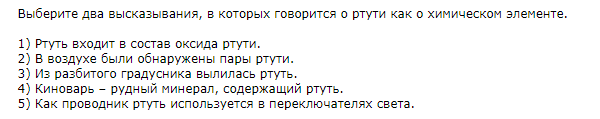 Выберите два высказывания, в которых говорится о ртути как о химическом элементе.
1) Ртуть входит в состав оксида ртути.
2) В воздухе были обнаружены пары ртути.
3) Из разбитого градусника вылилась ртуть.
4) Киноварь – рудный минерал, содержащий ртуть.
5) Как проводник ртуть используется в переключателях света.